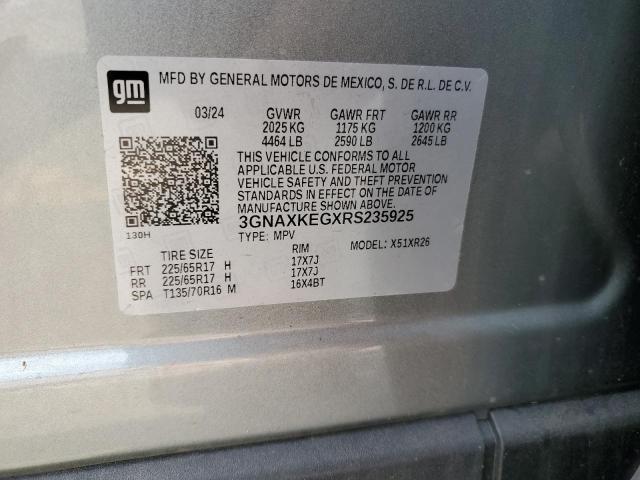 gm MFD BY GENERAL MOTORS DE MEXICO, S. DE R.L. DE C.V.
03/24 GVWR GAWR FRT GAWR RR
2025 KG 1175 KG 1200 KG
4464 LB 2590 LB 2645 LB
THIS VEHICLE CONFORMS TO ALL
APPLICABLE U.S. FEDERAL MOTOR
VEHICLE SAFETY AND THEFT PREVENTION
STANDARDS IN EFFECT ON THE DATE OF
MANUFACTURE.
3GNAXKEGXRS235925
130H TYPE: MPV MODEL: X51XR26
TIRE SIZE RIM
FRT 225/65R17 H 17X7J
RR 225/65R17 H 17X7J
SPA T135/70R16 M 16X4BT